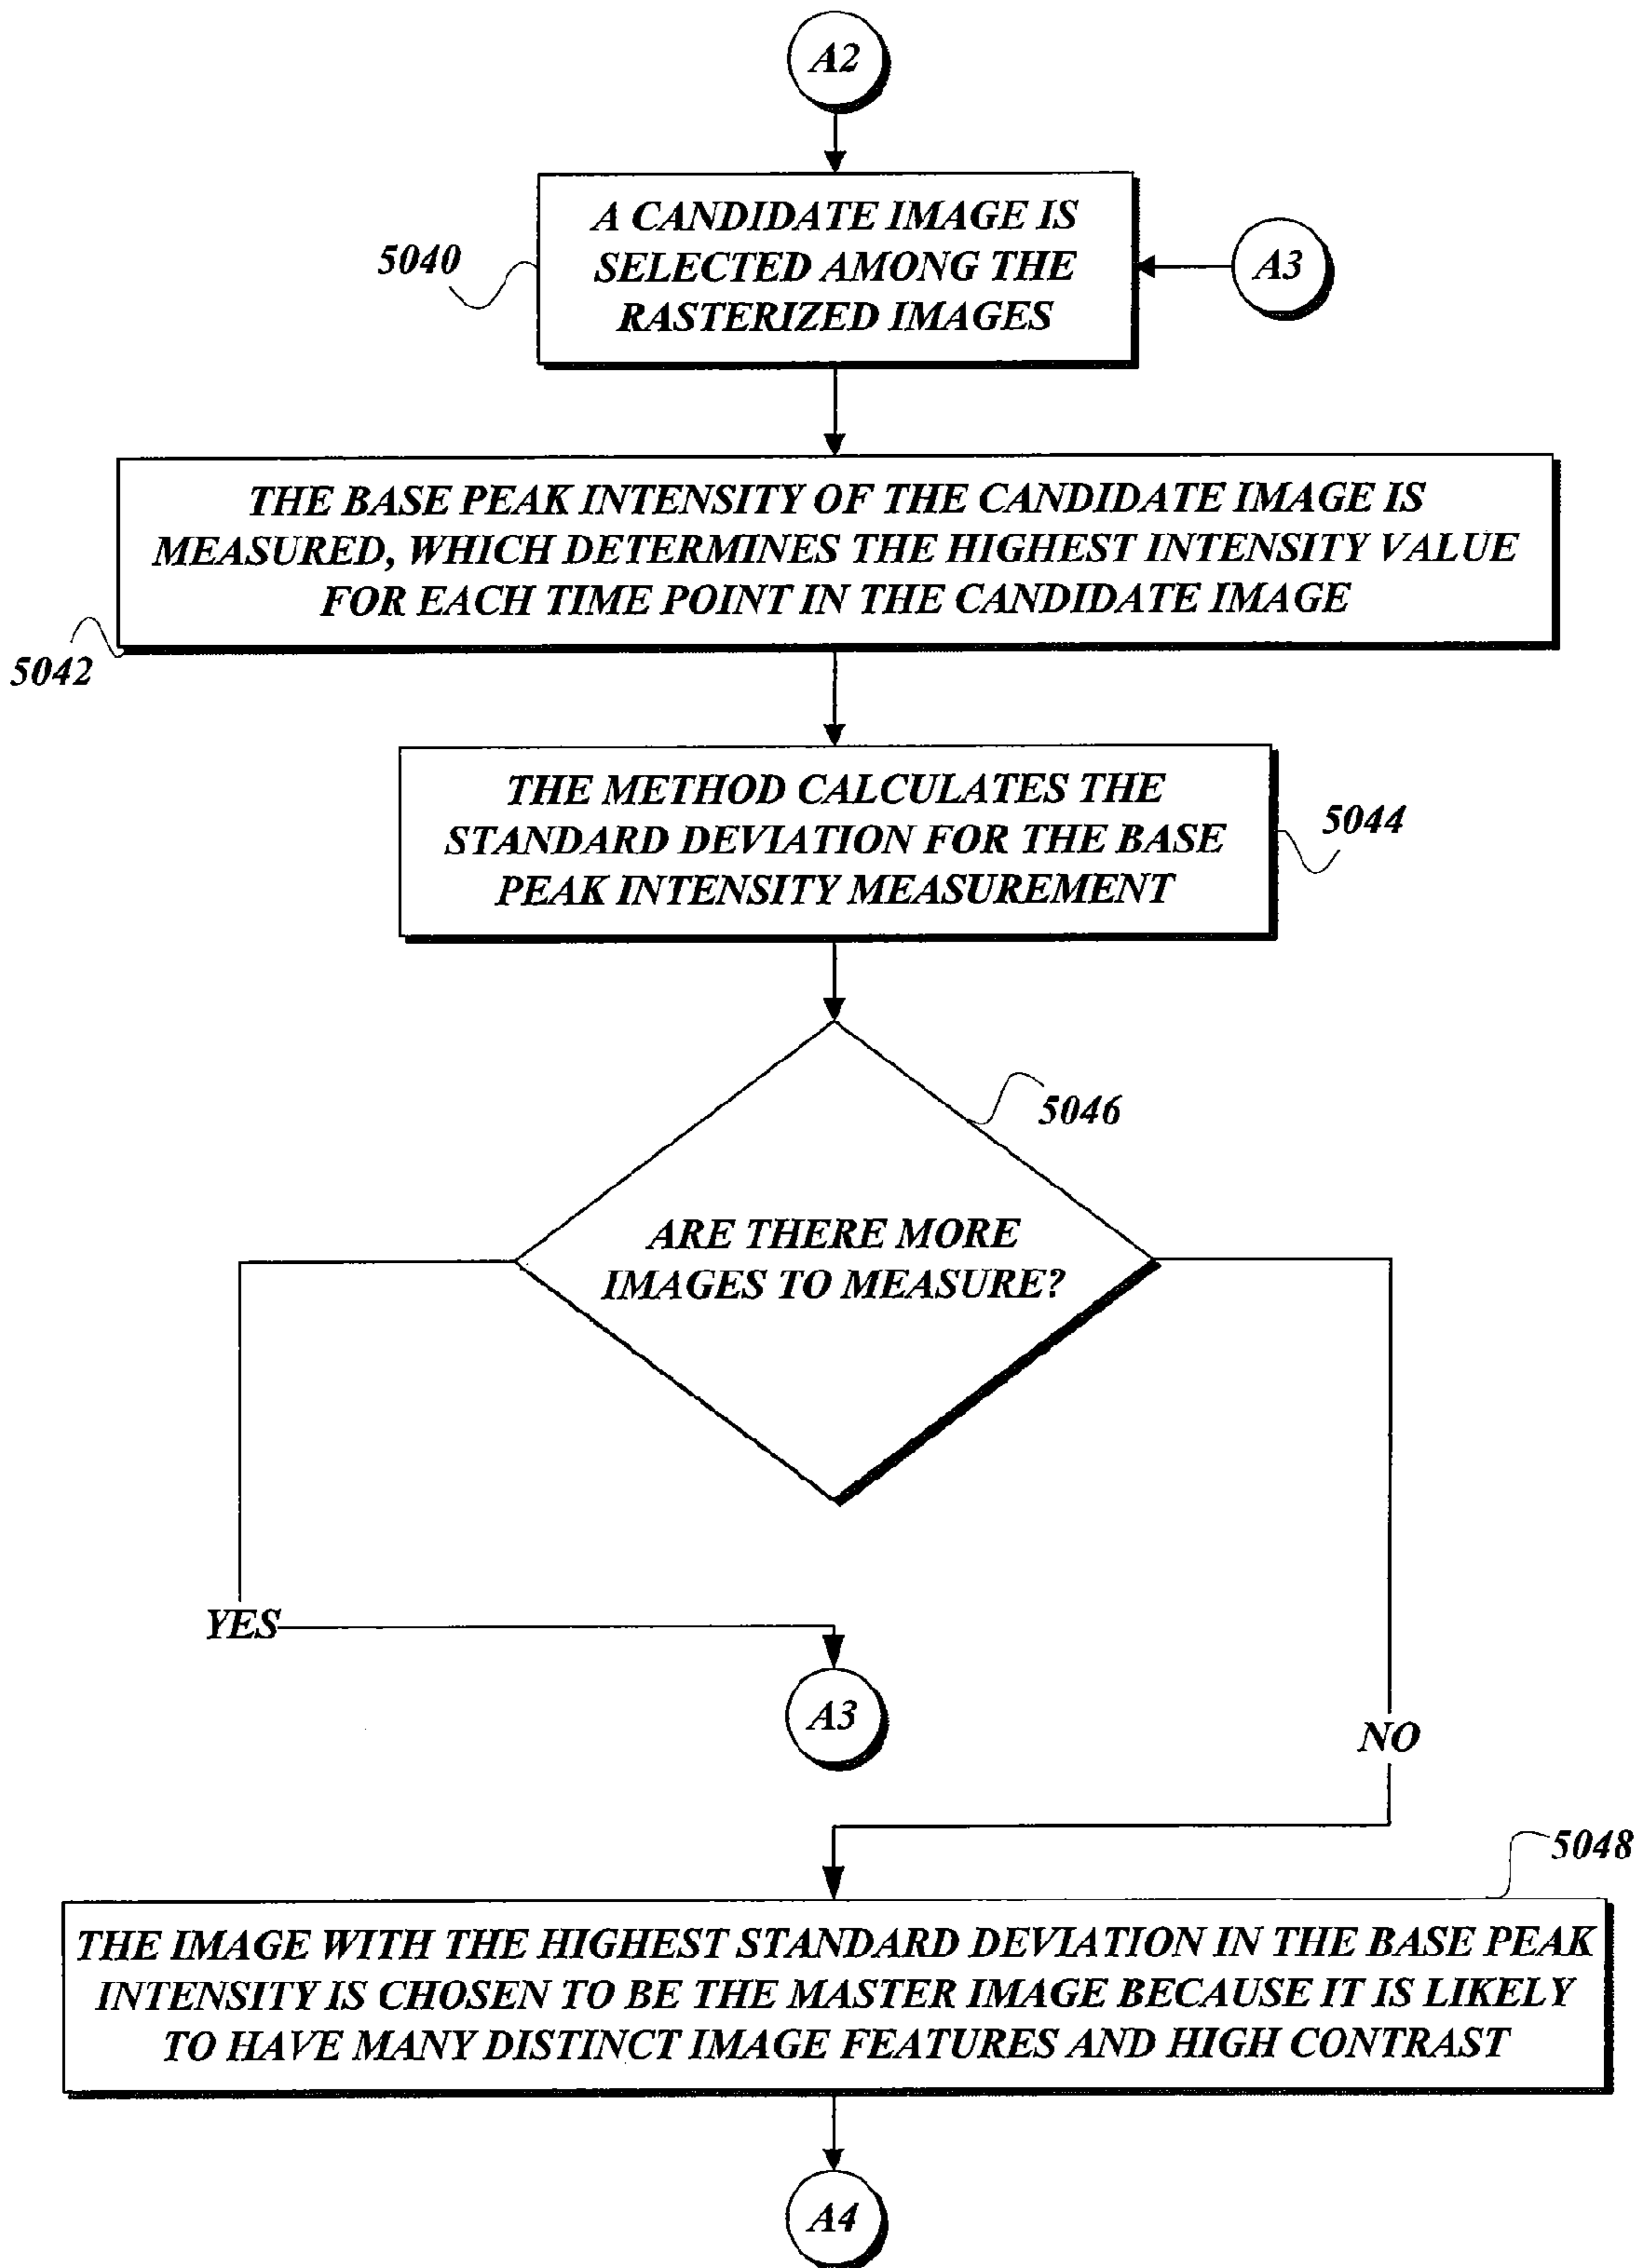 A2
A CANDIDATE IMAGE IS
SELECTED AMONG THE
RASTERIZED IMAGES
5040
A3
THE BASE PEAK INTENSITY OF THE CANDIDATE IMAGE IS
MEASURED, WHICH DETERMINES THE HIGHEST INTENSITY VALUE
FOR EACH TIME POINT IN THE CANDIDATE IMAGE
5042
THE METHOD CALCULATES THE
STANDARD DEVIATION FOR THE BASE
PEAK INTENSITY MEASUREMENT
5044
5046
ARE THERE MORE
IMAGES TO MEASURE?
YES
A3
NO
5048
THE IMAGE WITH THE HIGHEST STANDARD DEVIATION IN THE BASE PEAK
INTENSITY IS CHOSEN TO BE THE MASTER IMAGE BECAUSE IT IS LIKELY
TO HAVE MANY DISTINCT IMAGE FEATURES AND HIGH CONTRAST
A4